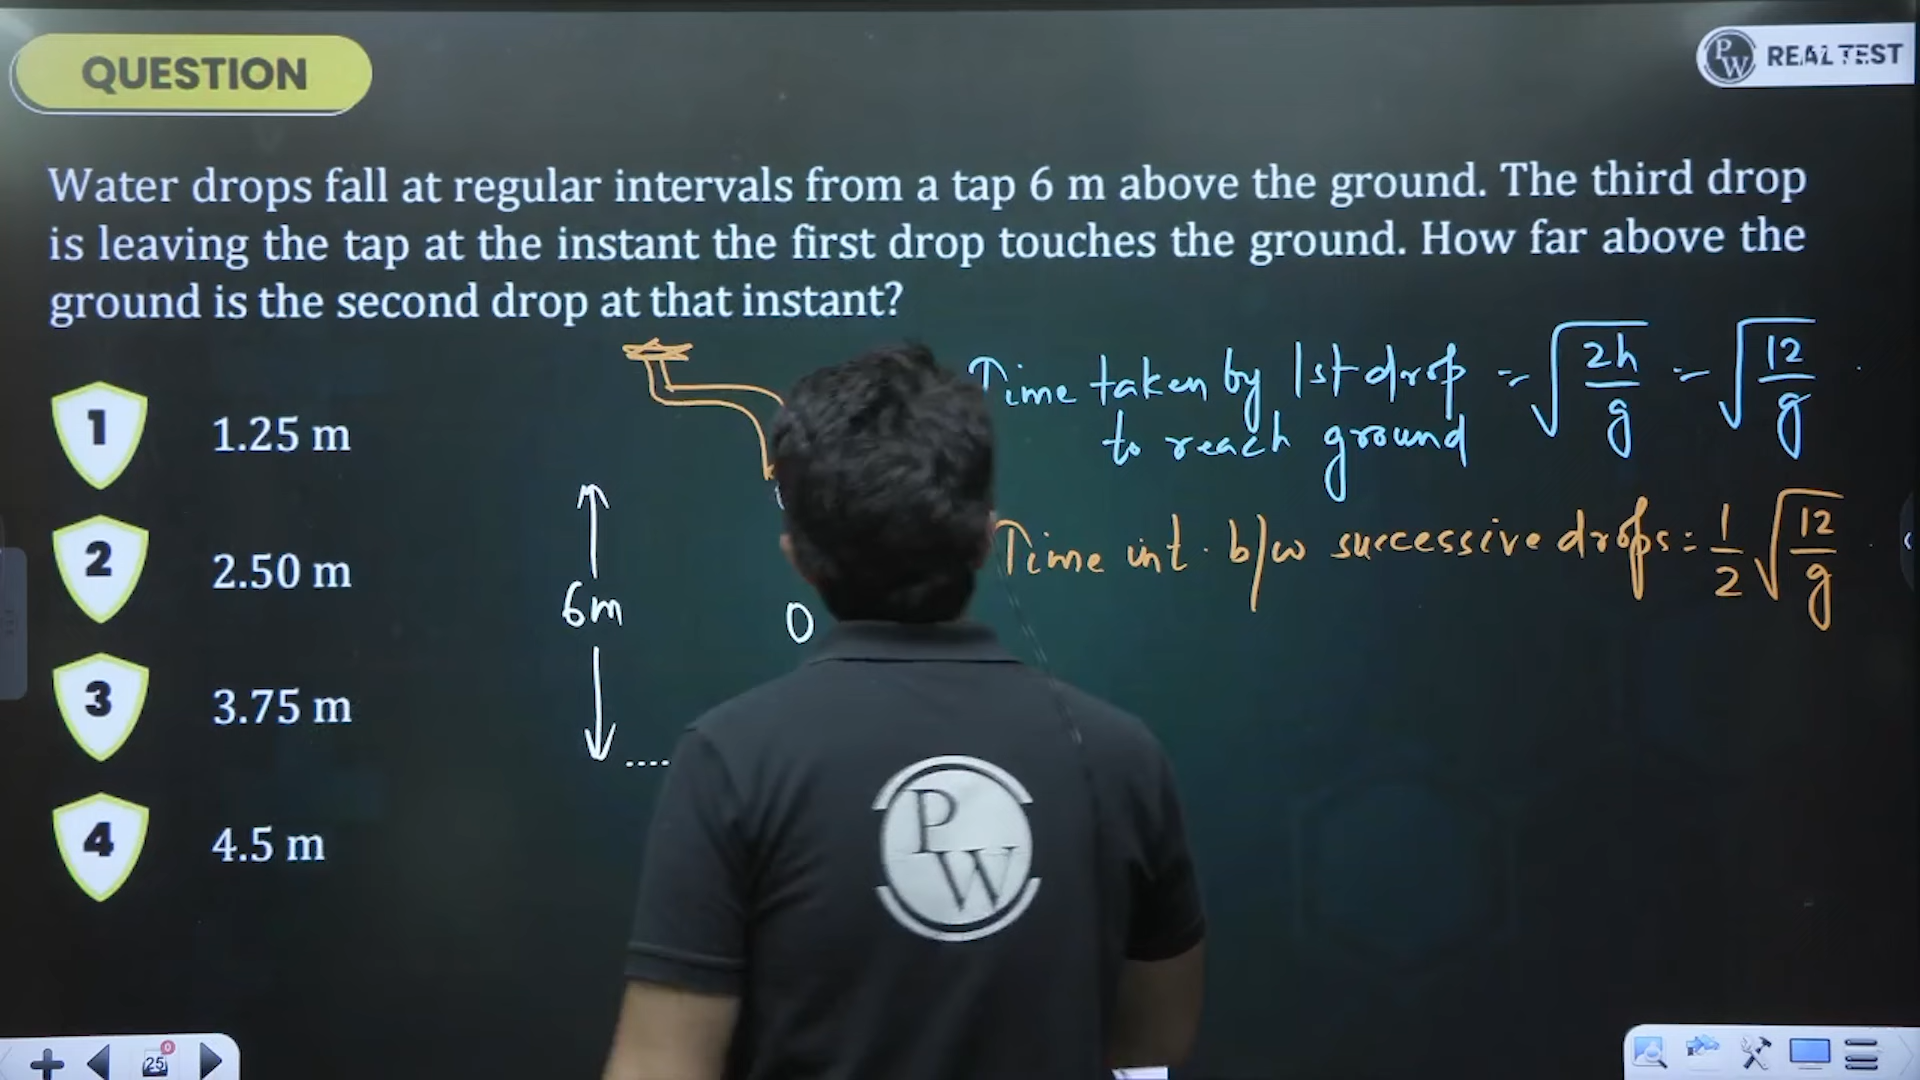 QUESTION
PW REAL TEST
Water drops fall at regular intervals from a tap 6 m above the ground. The third drop
is leaving the tap at the instant the first drop touches the ground. How far above the
ground is the second drop at that instant?
1 1.25 m
2 2.50 m
3 3.75 m
4 4.5 m
6m
0
Time taken by 1st drop = √(2h/g) = √(12/g)
to reach ground
Time int. b/w successive drops = 1/2 √(12/g)
PW
25
0